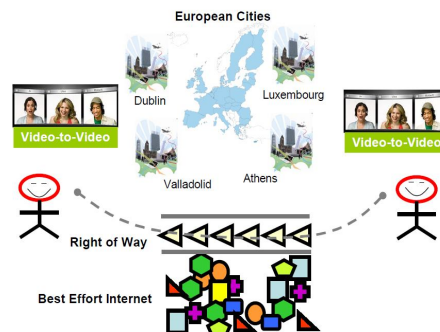 European Cities
Dublin
Luxembourg
Video-to-Video
Video-to-Video
Valladolid
Athens
Right of Way
Best Effort Internet